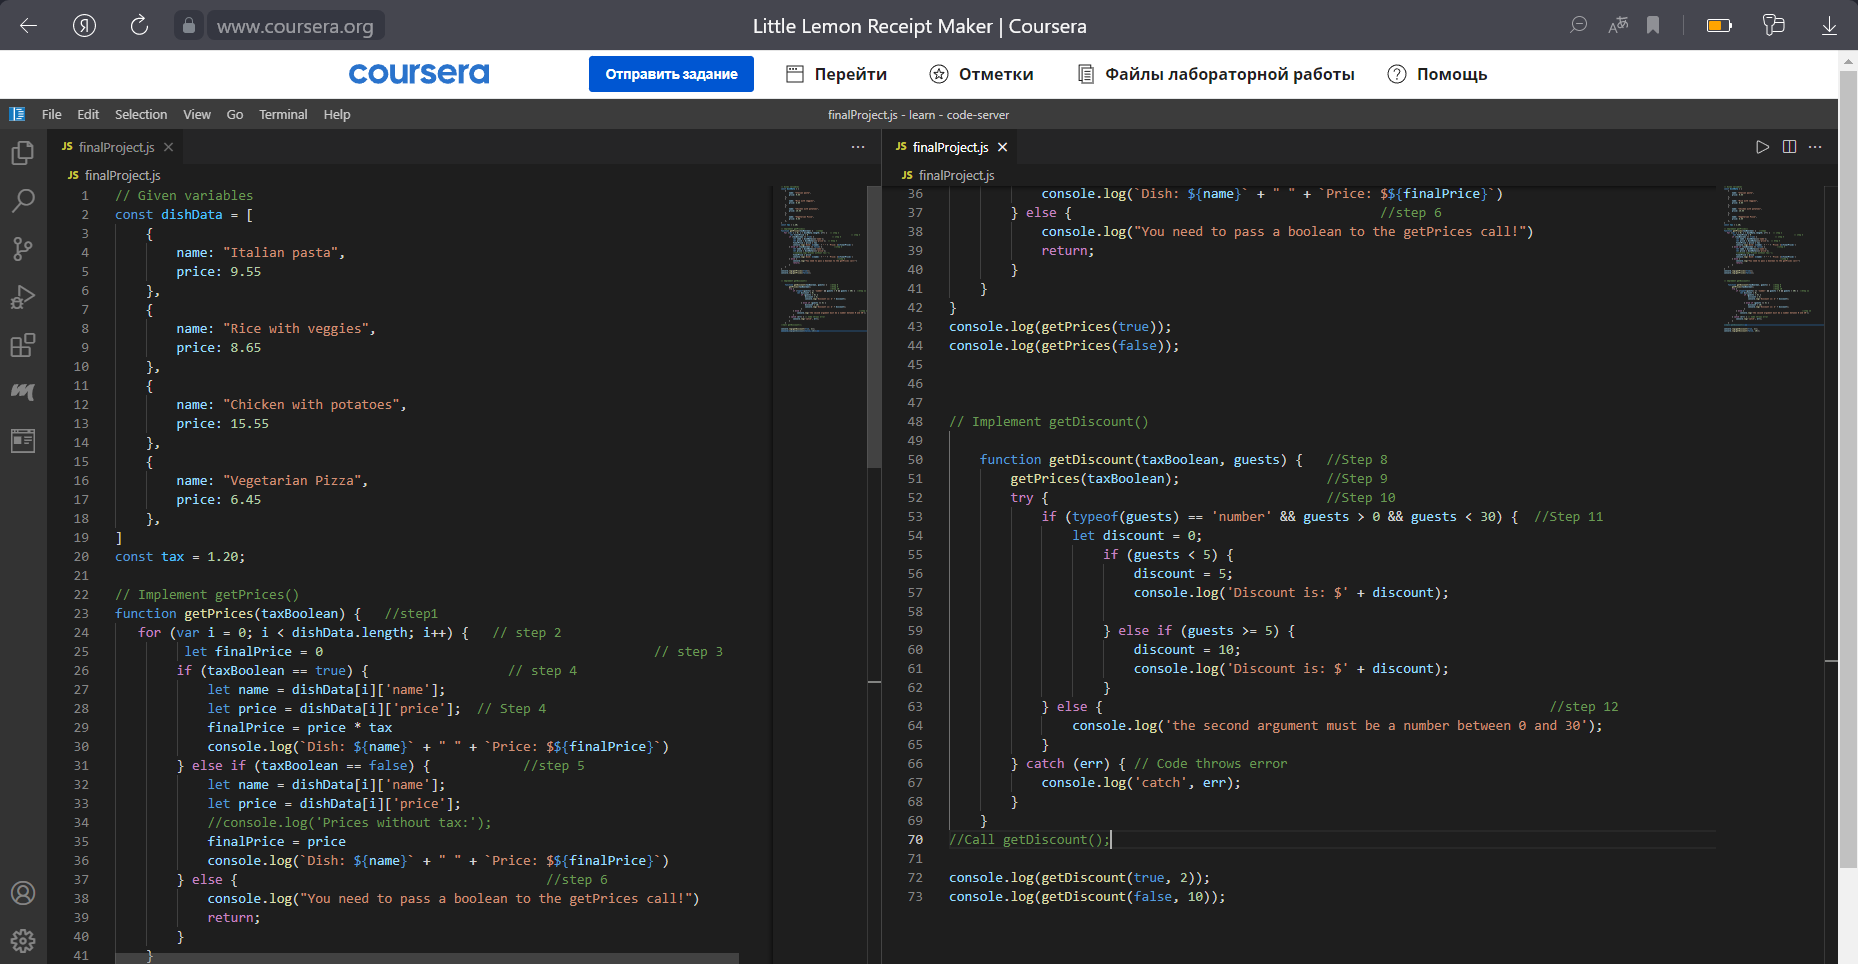 www.coursera.org
Little Lemon Receipt Maker | Coursera
coursera
Отправить задание
Перейти
Отметки
Файлы лабораторной работы
Помощь
File Edit Selection View Go Terminal Help
finalProject.js - learn - code-server
JS finalProject.js
JS finalProject.js
1 // Given variables
2 const dishData = [
3 {
4 name: "Italian pasta",
5 price: 9.55
6 },
7 {
8 name: "Rice with veggies",
9 price: 8.65
10 },
11 {
12 name: "Chicken with potatoes",
13 price: 15.55
14 },
15 {
16 name: "Vegetarian Pizza",
17 price: 6.45
18 },
19 ]
20 const tax = 1.20;
21
22 // Implement getPrices()
23 function getPrices(taxBoolean) { //step1
24 for (var i = 0; i < dishData.length; i++) { // step 2
25 let finalPrice = 0 // step 3
26 if (taxBoolean == true) { // step 4
27 let name = dishData[i]['name'];
28 let price = dishData[i]['price']; // Step 4
29 finalPrice = price * tax
30 console.log(`Dish: ${name}` + " " + `Price: $${finalPrice}`)
31 } else if (taxBoolean == false) { //step 5
32 let name = dishData[i]['name'];
33 let price = dishData[i]['price'];
34 //console.log('Prices without tax:');
35 finalPrice = price
36 console.log(`Dish: ${name}` + " " + `Price: $${finalPrice}`)
37 } else { //step 6
38 console.log("You need to pass a boolean to the getPrices call!")
39 return;
40 }
41 }
JS finalProject.js
JS finalProject.js
36 console.log(`Dish: ${name}` + " " + `Price: $${finalPrice}`)
37 } else { //step 6
38 console.log("You need to pass a boolean to the getPrices call!")
39 return;
40 }
41 }
42 }
43 console.log(getPrices(true));
44 console.log(getPrices(false));
45
46
47
48 // Implement getDiscount()
49
50 function getDiscount(taxBoolean, guests) { //Step 8
51 getPrices(taxBoolean); //Step 9
52 try { //Step 10
53 if (typeof(guests) == 'number' && guests > 0 && guests < 30) { //Step 11
54 let discount = 0;
55 if (guests < 5) {
56 discount = 5;
57 console.log('Discount is: $' + discount);
58
59 } else if (guests >= 5) {
60 discount = 10;
61 console.log('Discount is: $' + discount);
62 }
63 } else { //step 12
64 console.log('the second argument must be a number between 0 and 30');
65 }
66 } catch (err) { // Code throws error
67 console.log('catch', err);
68 }
69 }
70 //Call getDiscount();
71
72 console.log(getDiscount(true, 2));
73 console.log(getDiscount(false, 10));